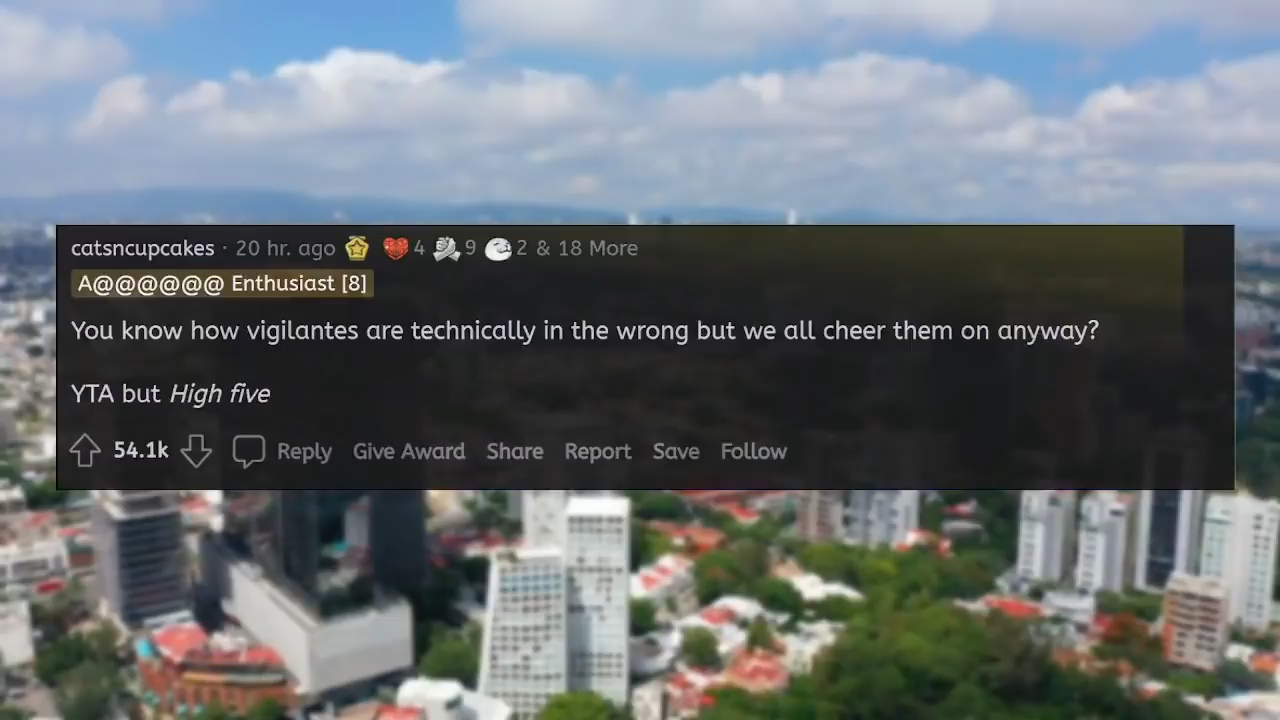 catsncupcakes · 20 hr. ago 4 9 2 & 18 More
A@@@@@@ Enthusiast [8]
You know how vigilantes are technically in the wrong but we all cheer them on anyway?
YTA but High five
54.1k Reply Give Award Share Report Save Follow